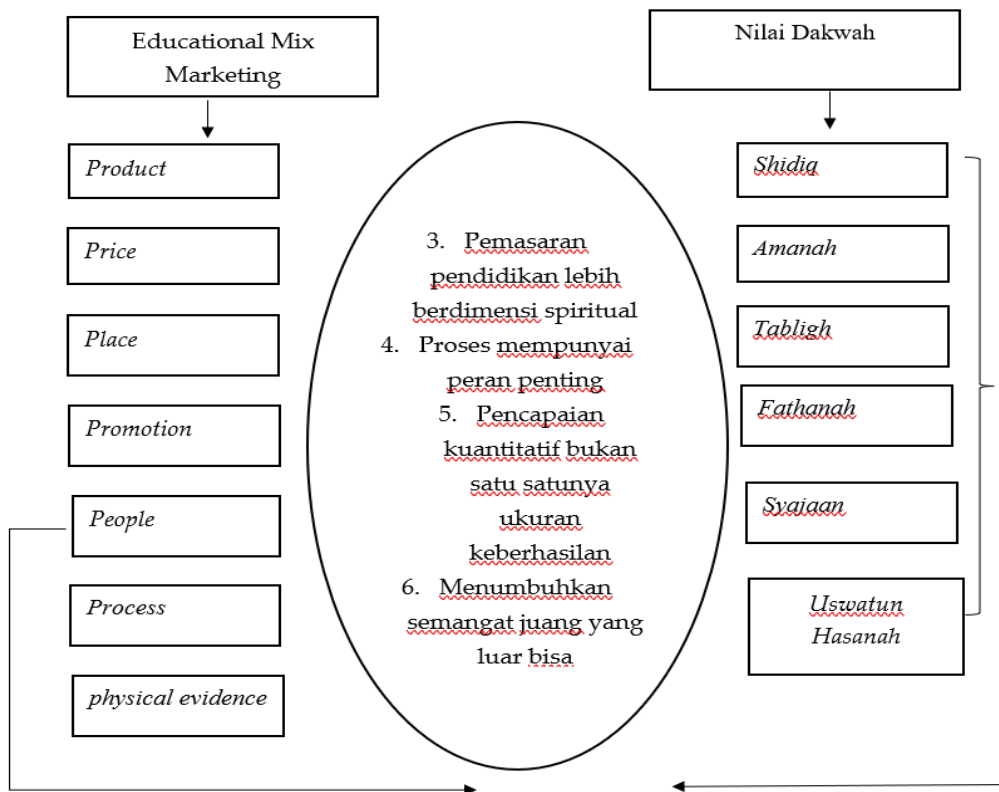 Educational Mix
Marketing
Product
Price
Place
Promotion
People
Process
physical evidence
3. Pemasaran
pendidikan lebih
berdimensi spiritual
4. Proses mempunyai
peran penting
5. Pencapaian
kuantitatif bukan
satu satunya
ukuran
keberhasilan
6. Menumbuhkan
semangat juang yang
luar bisa
Nilai Dakwah
Shidiq
Amanah
Tabligh
Fathanah
Syajaan
Uswatun
Hasanah